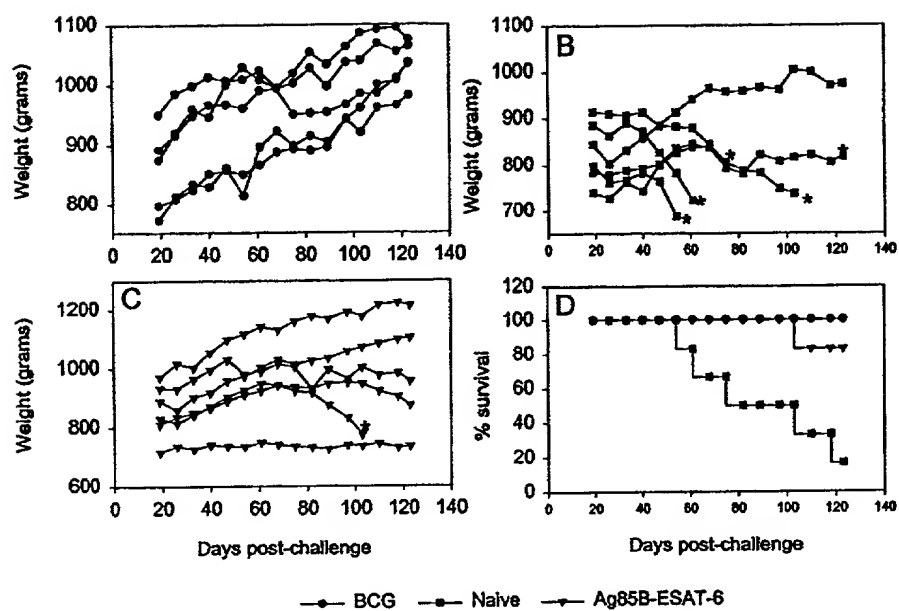 1100
1000
900
800
Weight (grams)
0 20 40 60 80 100 120 140
B
1100
1000
900
800
700
Weight (grams)
* * * * *
0 20 40 60 80 100 120 140
C
1200
1000
800
600
Weight (grams)
0 20 40 60 80 100 120 140
Days post-challenge
D
120
100
80
60
40
20
0
% survival
0 20 40 60 80 100 120 140
Days post-challenge
BCG Naive Ag85B-ESAT-6